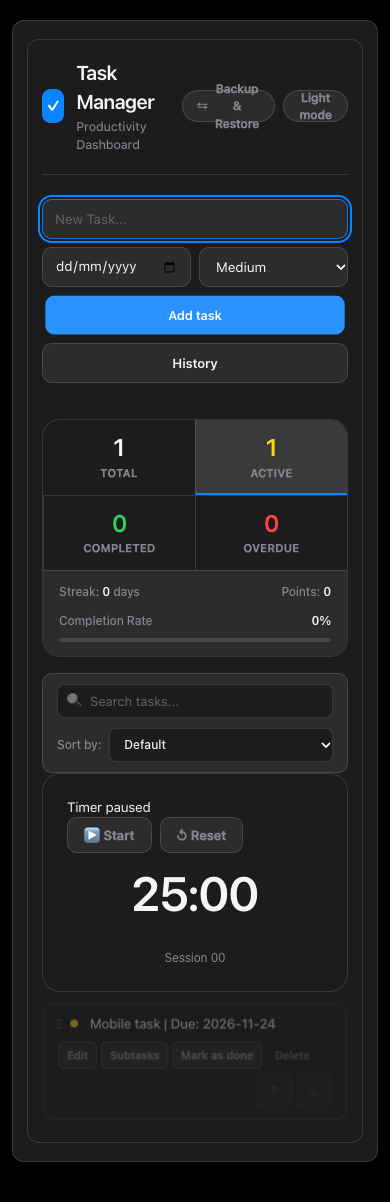 Task
Manager
Productivity
Dashboard
⇆ Backup
&
Restore
Light
mode
New Task...
dd/mm/yyyy
Medium
Add task
History
1
TOTAL
1
ACTIVE
0
COMPLETED
0
OVERDUE
Streak: 0 days Points: 0
Completion Rate 0%
Search tasks...
Sort by: Default
Timer paused
Start
↺ Reset
25:00
Session 00
Mobile task | Due: 2026-11-24
Edit Subtasks Mark as done Delete
↑ ↓